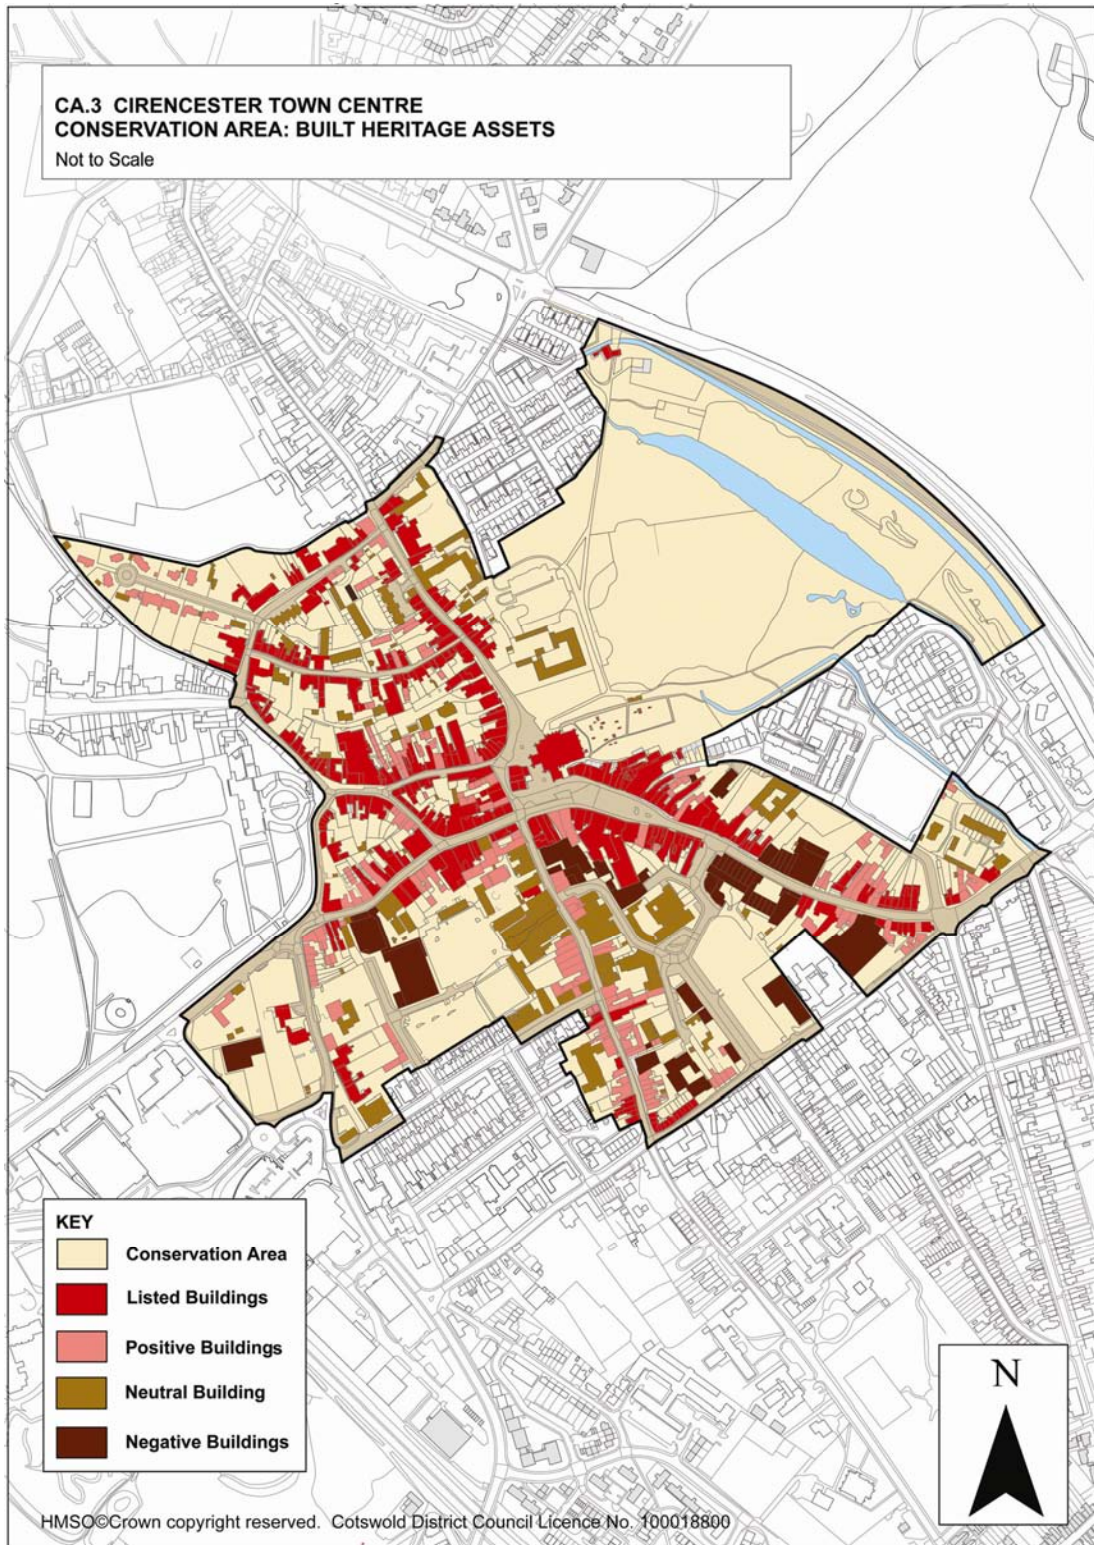 CA.3 CIRENCESTER TOWN CENTRE
CONSERVATION AREA: BUILT HERITAGE ASSETS
Not to Scale
KEY
Conservation Area
Listed Buildings
Positive Buildings
Neutral Building
Negative Buildings
N
HMSO©Crown copyright reserved. Cotswold District Council Licence No. 100018800